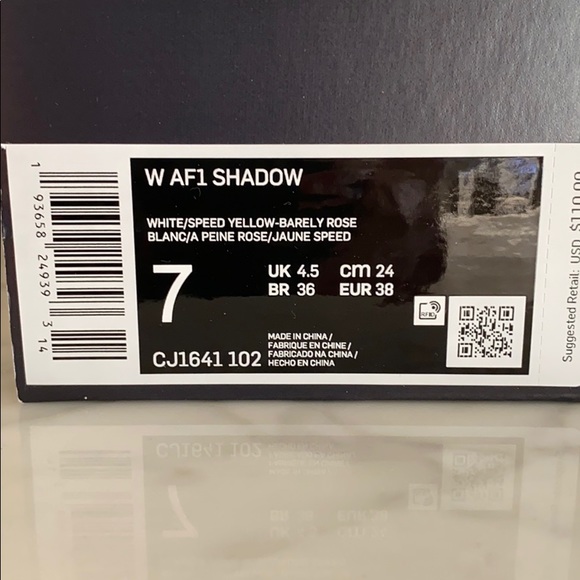 W AF1 SHADOW
WHITE/SPEED YELLOW-BARELY ROSE
BLANC/A PEINE ROSE/JAUNE SPEED
7
UK 4.5 cm 24
BR 36 EUR 38
CJ1641 102
MADE IN CHINA /
FABRIQUE EN CHINE /
FABRICADO NA CHINA /
HECHO EN CHINA
RFID
1 93658 24939 314
Suggested Retail: USD $110.00